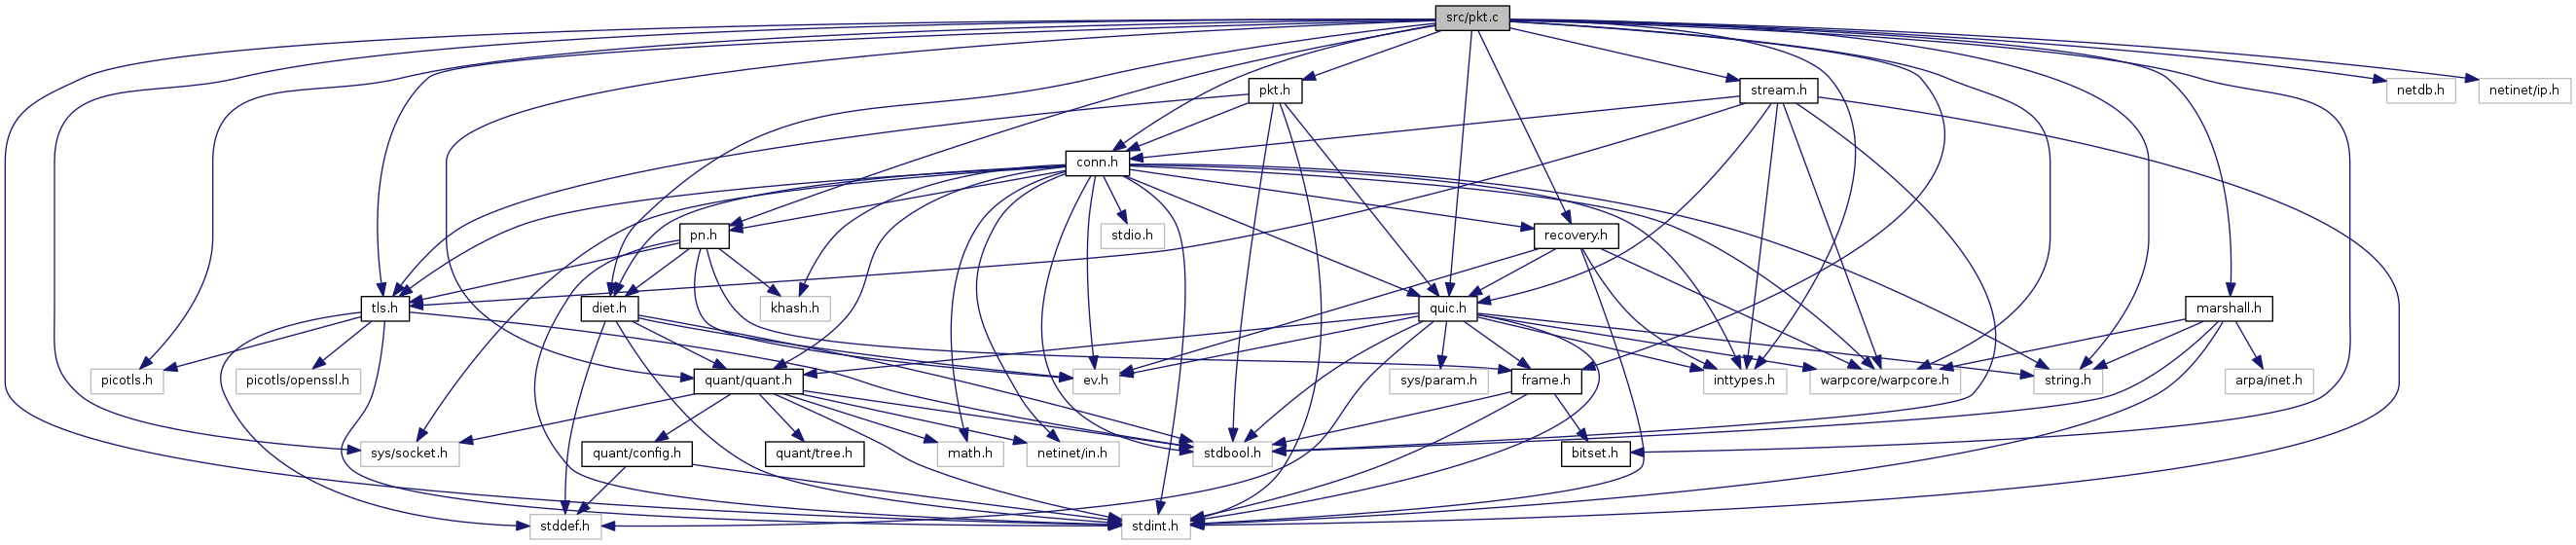 src/pkt.c
pkt.h
stream.h
netdb.h
netinet/ip.h
conn.h
pn.h
stdio.h
recovery.h
tls.h
diet.h
khash.h
quic.h
marshall.h
picotls.h
picotls/openssl.h
quant/quant.h
ev.h
sys/param.h
frame.h
inttypes.h
warpcore/warpcore.h
string.h
arpa/inet.h
sys/socket.h
quant/config.h
quant/tree.h
math.h
netinet/in.h
stdbool.h
bitset.h
stddef.h
stdint.h